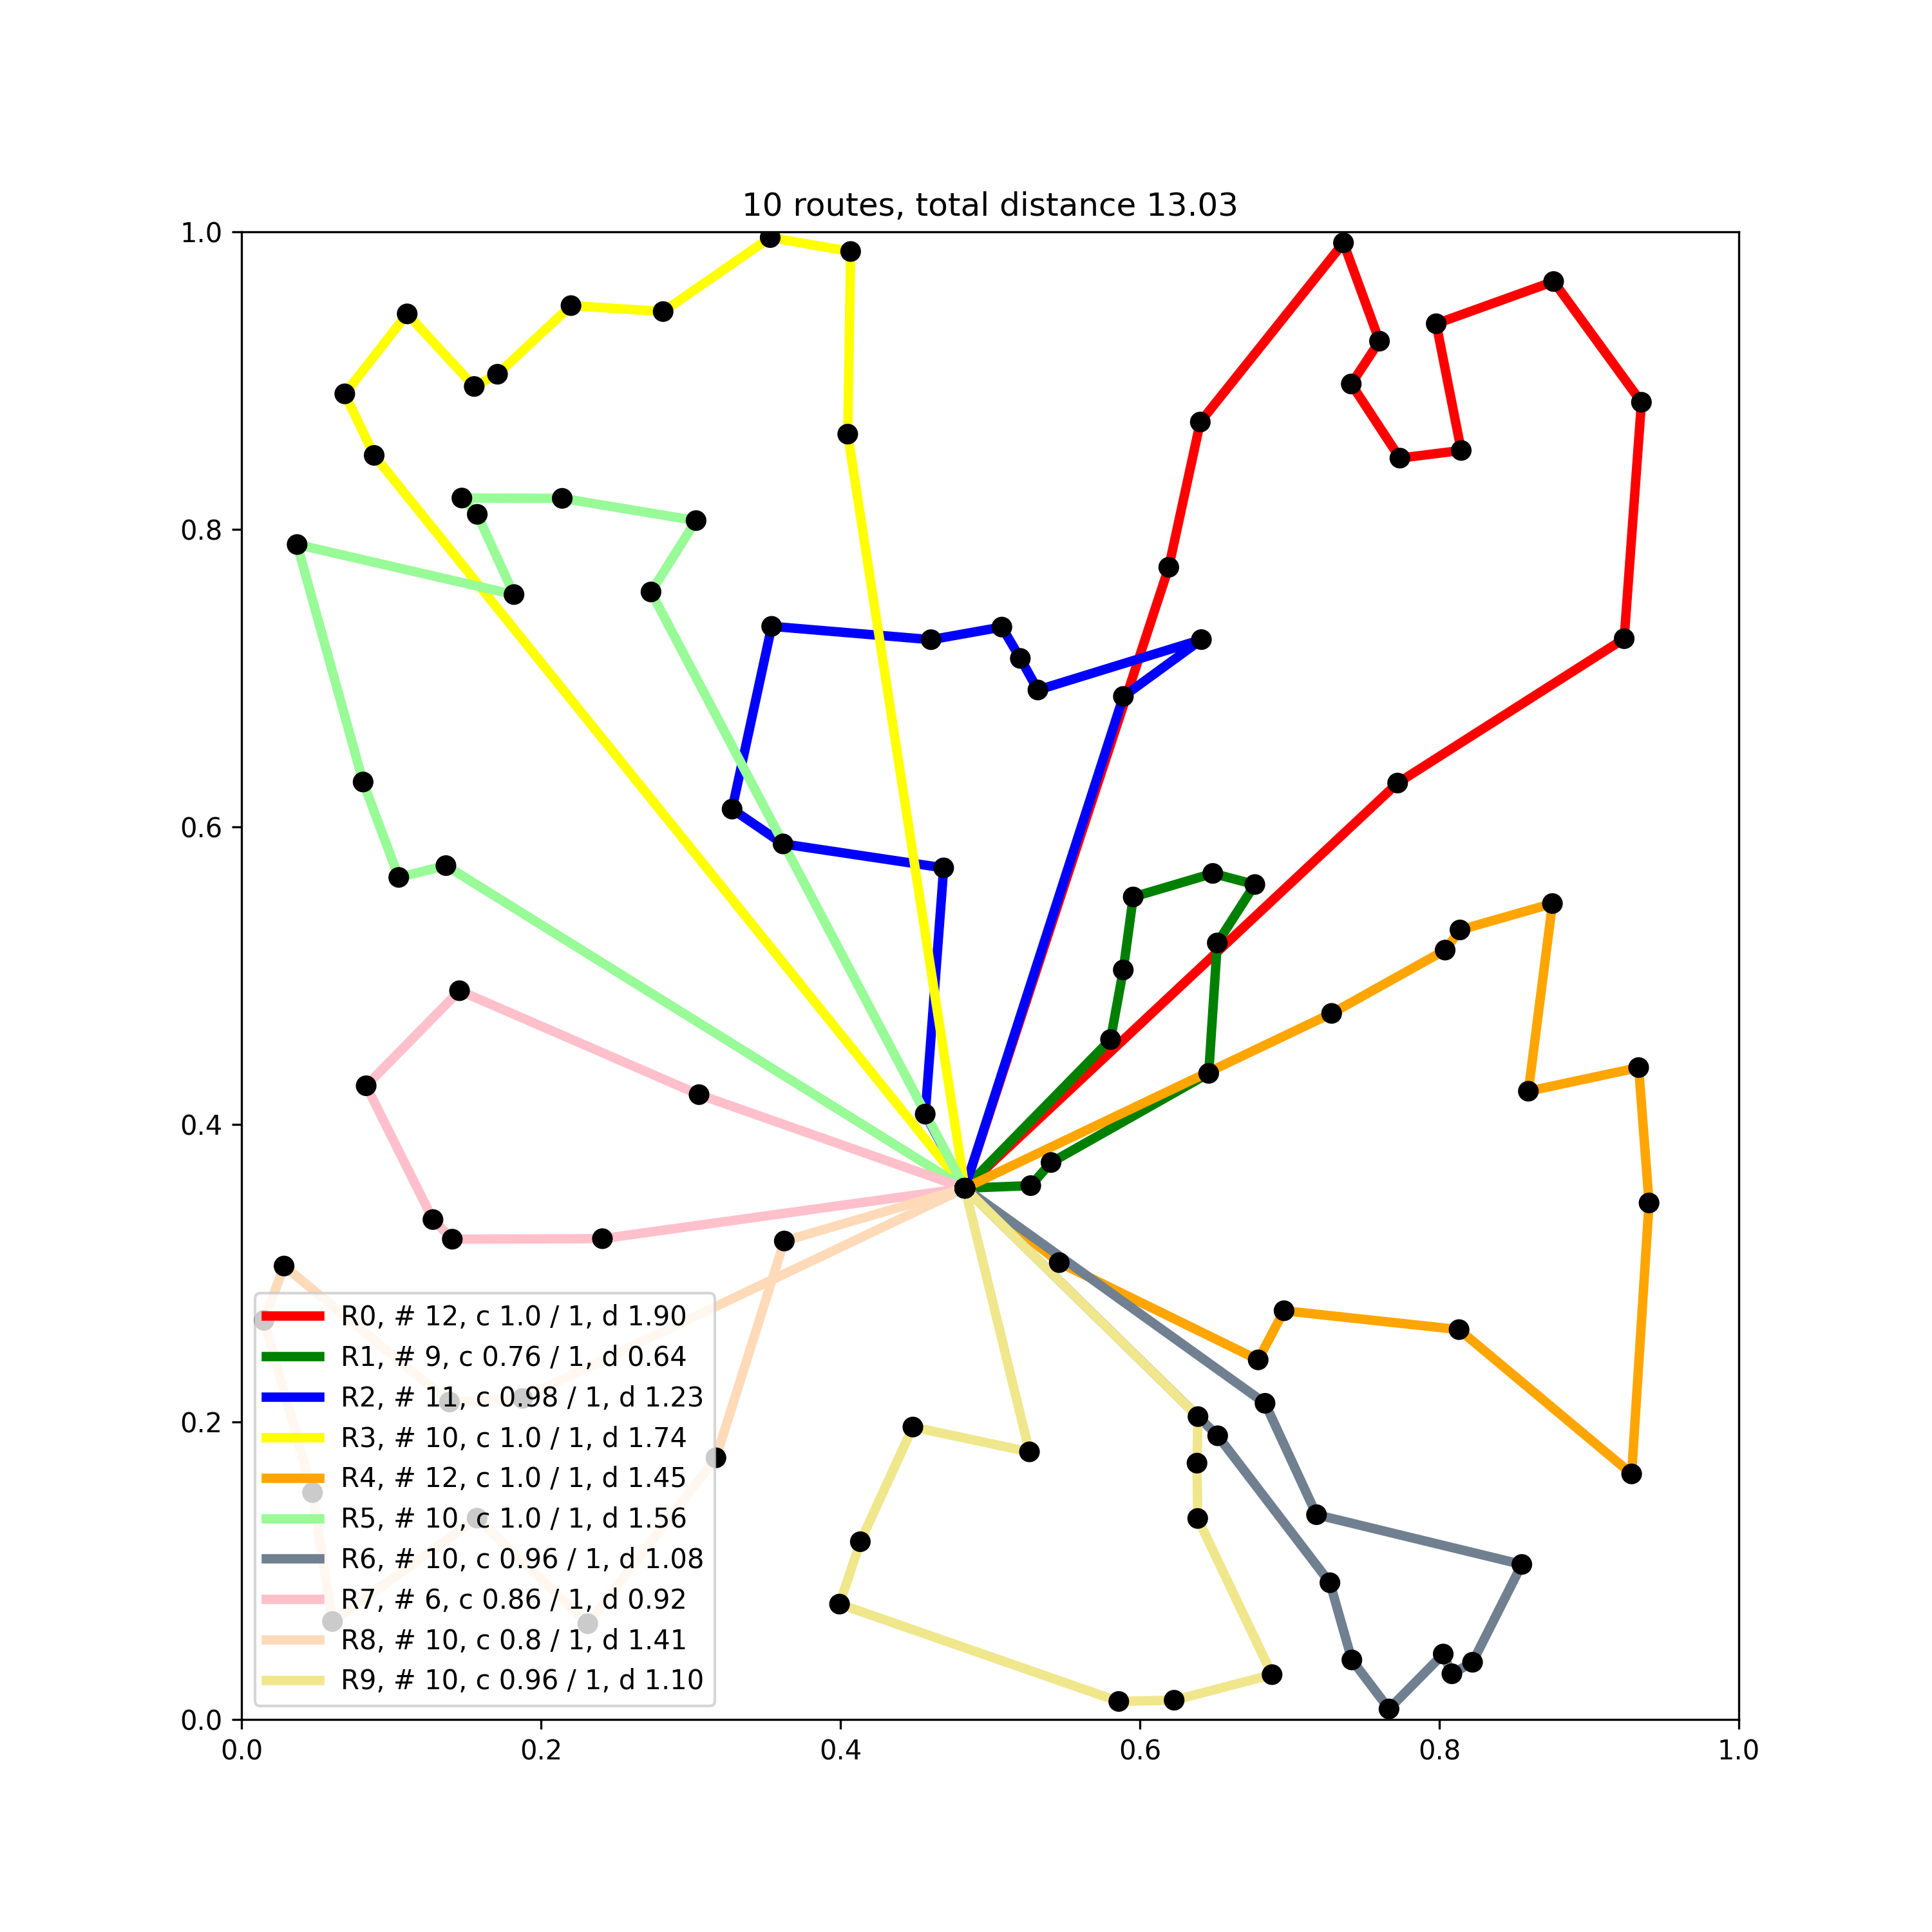 10 routes, total distance 13.03
1.0
0.8
0.6
0.4
0.2
0.0
R0, # 12, c 1.0 / 1, d 1.90
R1, # 9, c 0.76 / 1, d 0.64
R2, # 11, c 0.98 / 1, d 1.23
R3, # 10, c 1.0 / 1, d 1.74
R4, # 12, c 1.0 / 1, d 1.45
R5, # 10, c 1.0 / 1, d 1.56
R6, # 10, c 0.96 / 1, d 1.08
R7, # 6, c 0.86 / 1, d 0.92
R8, # 10, c 0.8 / 1, d 1.41
R9, # 10, c 0.96 / 1, d 1.10
0.0 0.2 0.4 0.6 0.8 1.0